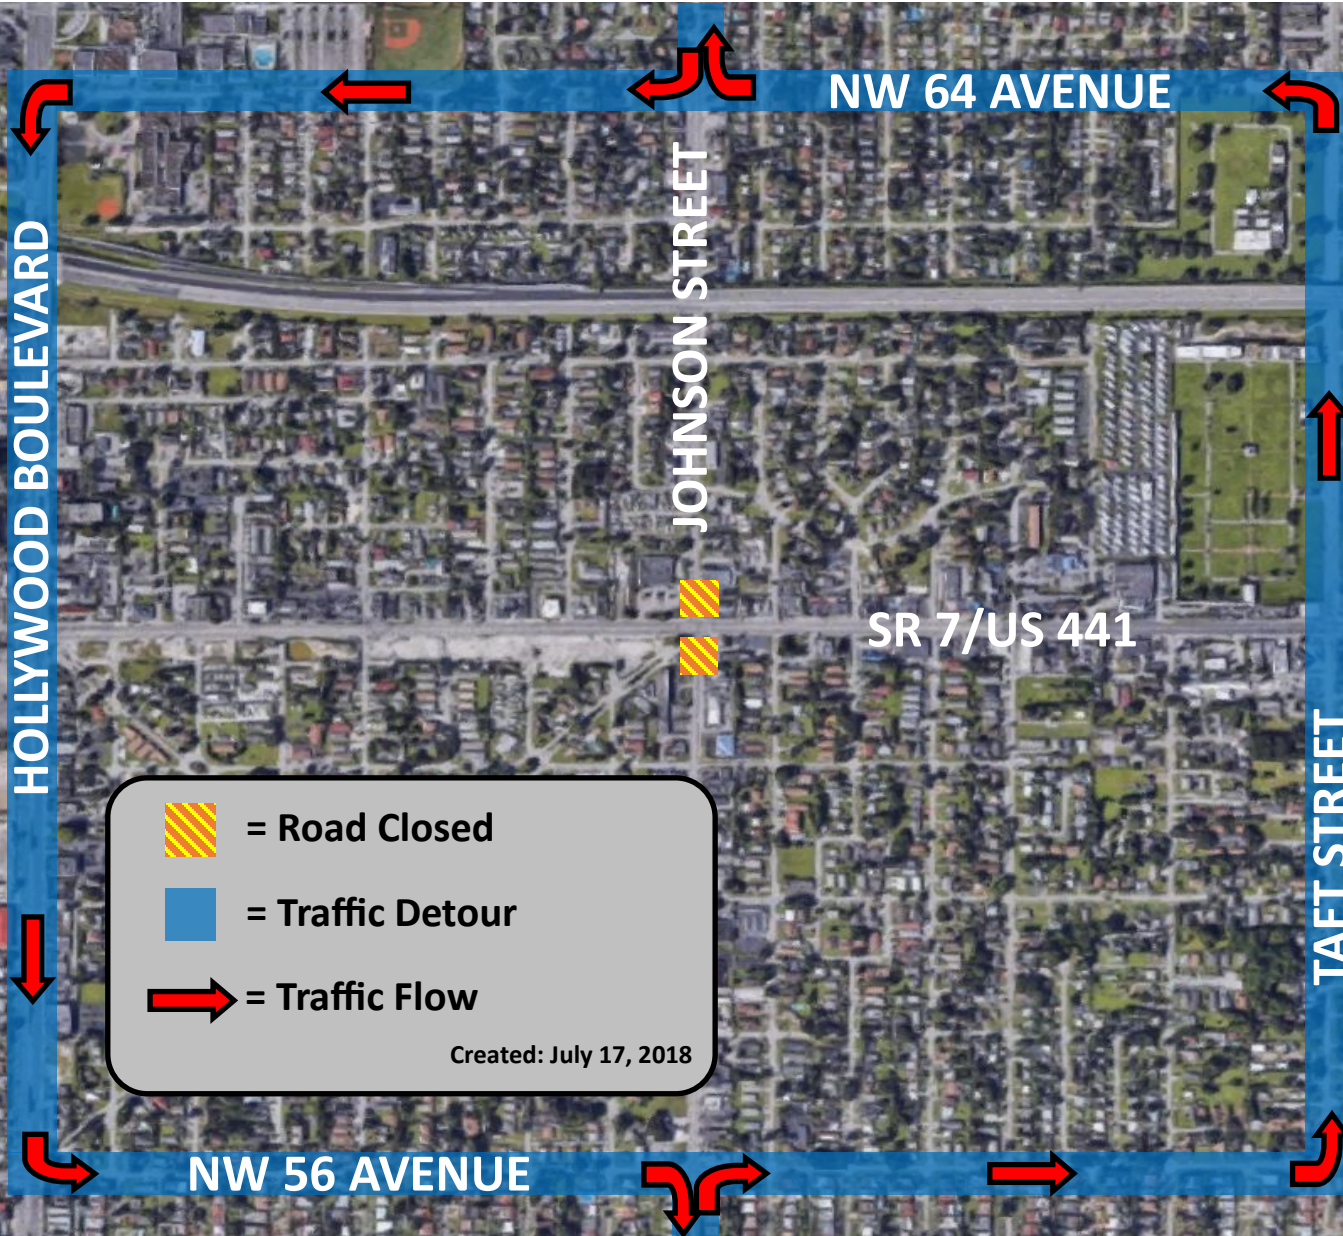 NW 64 AVENUE
JOHNSON STREET
HOLLYWOOD BOULEVARD
SR 7/US 441
TAFT STREET
= Road Closed
= Traffic Detour
= Traffic Flow
Created: July 17, 2018
NW 56 AVENUE